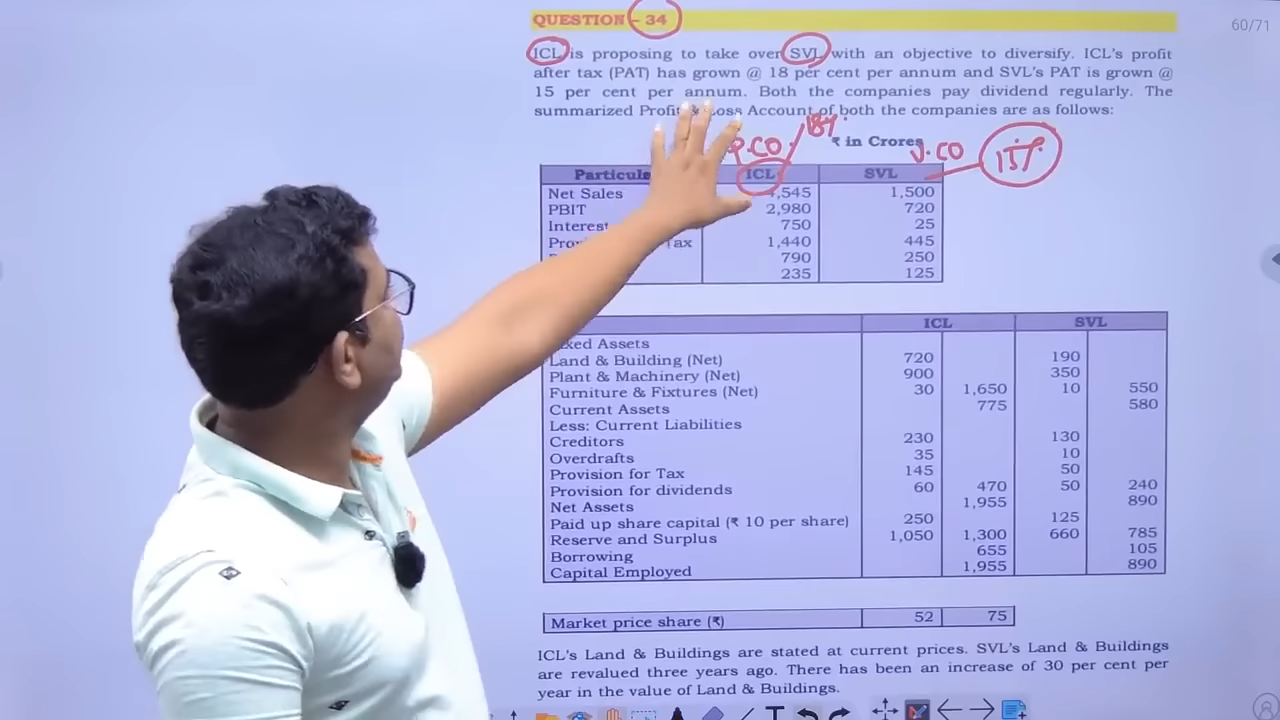 60/71
QUESTION - 34
ICL is proposing to take over SVL with an objective to diversify. ICL's profit
after tax (PAT) has grown @ 18 per cent per annum and SVL's PAT is grown @
15 per cent per annum. Both the companies pay dividend regularly. The
summarized Profit & Loss Account of both the companies are as follows:
18%
₹ in Crores
P.CO.
V.CO
15%
ICL SVL
Net Sales ,545 1,500
PBIT 2,980 720
Interest 750 25
Tax 1,440 445
790 250
235 125
ICL SVL
Assets
Land & Building (Net) 720 190
Plant & Machinery (Net) 900 350
Furniture & Fixtures (Net) 30 1,650 10 550
Current Assets 775 580
Less: Current Liabilities
Creditors 230 130
Overdrafts 35 10
Provision for Tax 145 50
Provision for dividends 60 470 50 240
Net Assets 1,955 890
Paid up share capital (₹ 10 per share) 250 125
Reserve and Surplus 1,050 1,300 660 785
Borrowing 655 105
Capital Employed 1,955 890
Market price share (₹) 52 75
ICL's Land & Buildings are stated at current prices. SVL's Land & Buildings
are revalued three years ago. There has been an increase of 30 per cent per
year in the value of Land & Buildings.
T